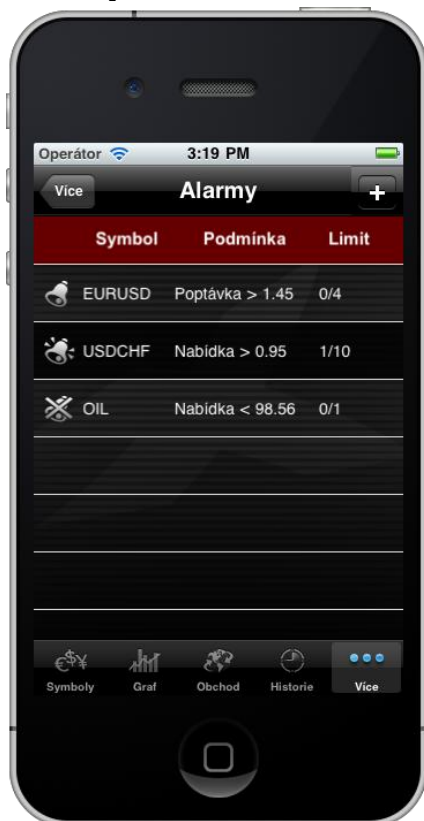 Operátor 3:19 PM
Více Alarmy +
Symbol Podmínka Limit
EURUSD Poptávka > 1.45 0/4
USDCHF Nabídka > 0.95 1/10
OIL Nabídka < 98.56 0/1
€$¥
Symboly Graf Obchod Historie Více